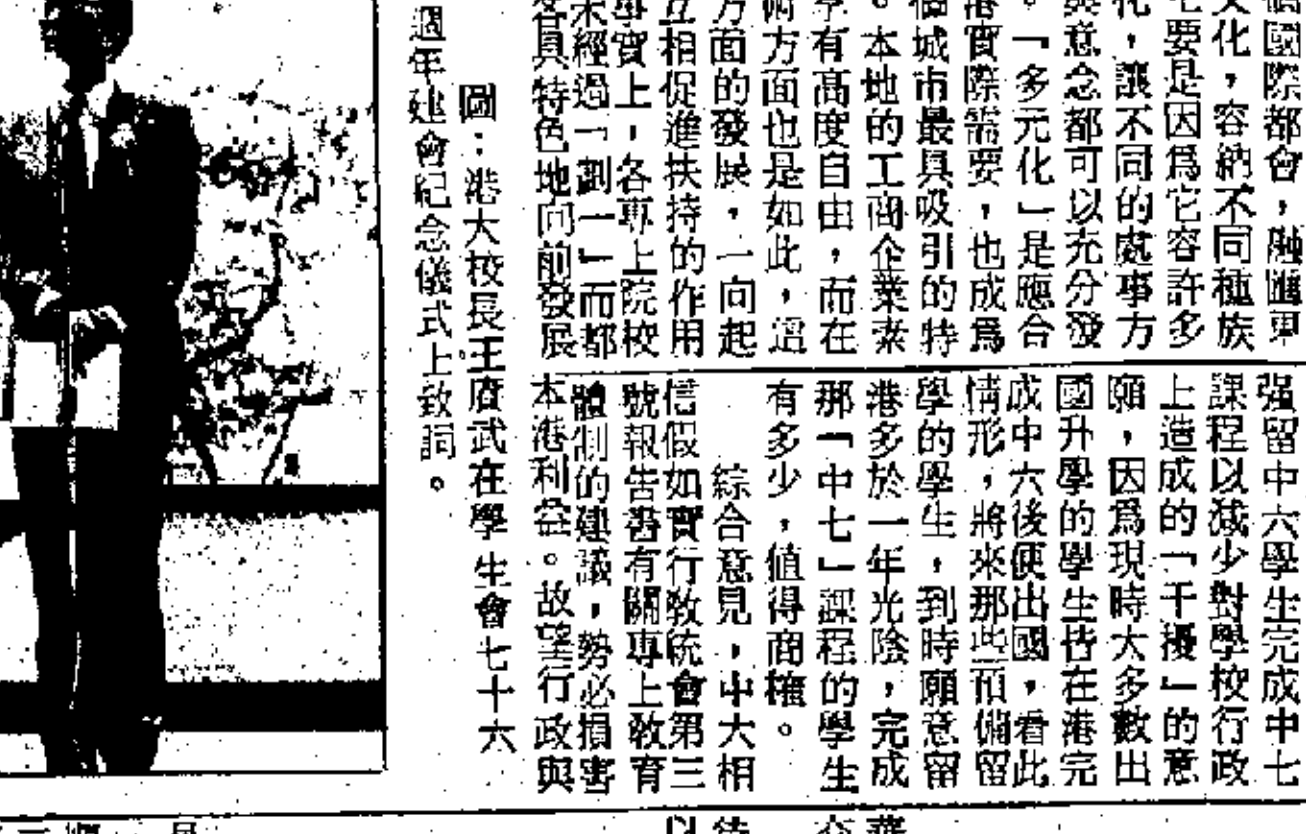 國際都會，融匯東
文化，容納不同種族
要是因爲它容許多
化，讓不同的處事方
與意念都可以充分發
。「多元化」是應合
港實際需要，也成爲
個城市最具吸引的特
。本地的工商企業素
享有高度自由，而在
術方面也是如此，這
方面的發展，一向起
互相促進扶持的作用
事實上，各專上院校
未經過「劃一」而都
各具特色地向前發展
强留中六學生完成中七
課程以減少對學校行政
上造成的「干擾」的意
願，因爲現時大多數出
國升學的學生皆在港完
成中六後便出國，看此
情形，將來那些預備留
學的學生，到時願意留
港多於一年光陰，完成
那「中七」課程的學生
有多少，值得商榷。
綜合意見，中大相
信假如實行敎統會第三
號報告書有關專上敎育
體制的建議，勢必損害
本港利益。故望行政與
圖：港大校長王賡武在學生會七十六
週年建會紀念儀式上致詞。